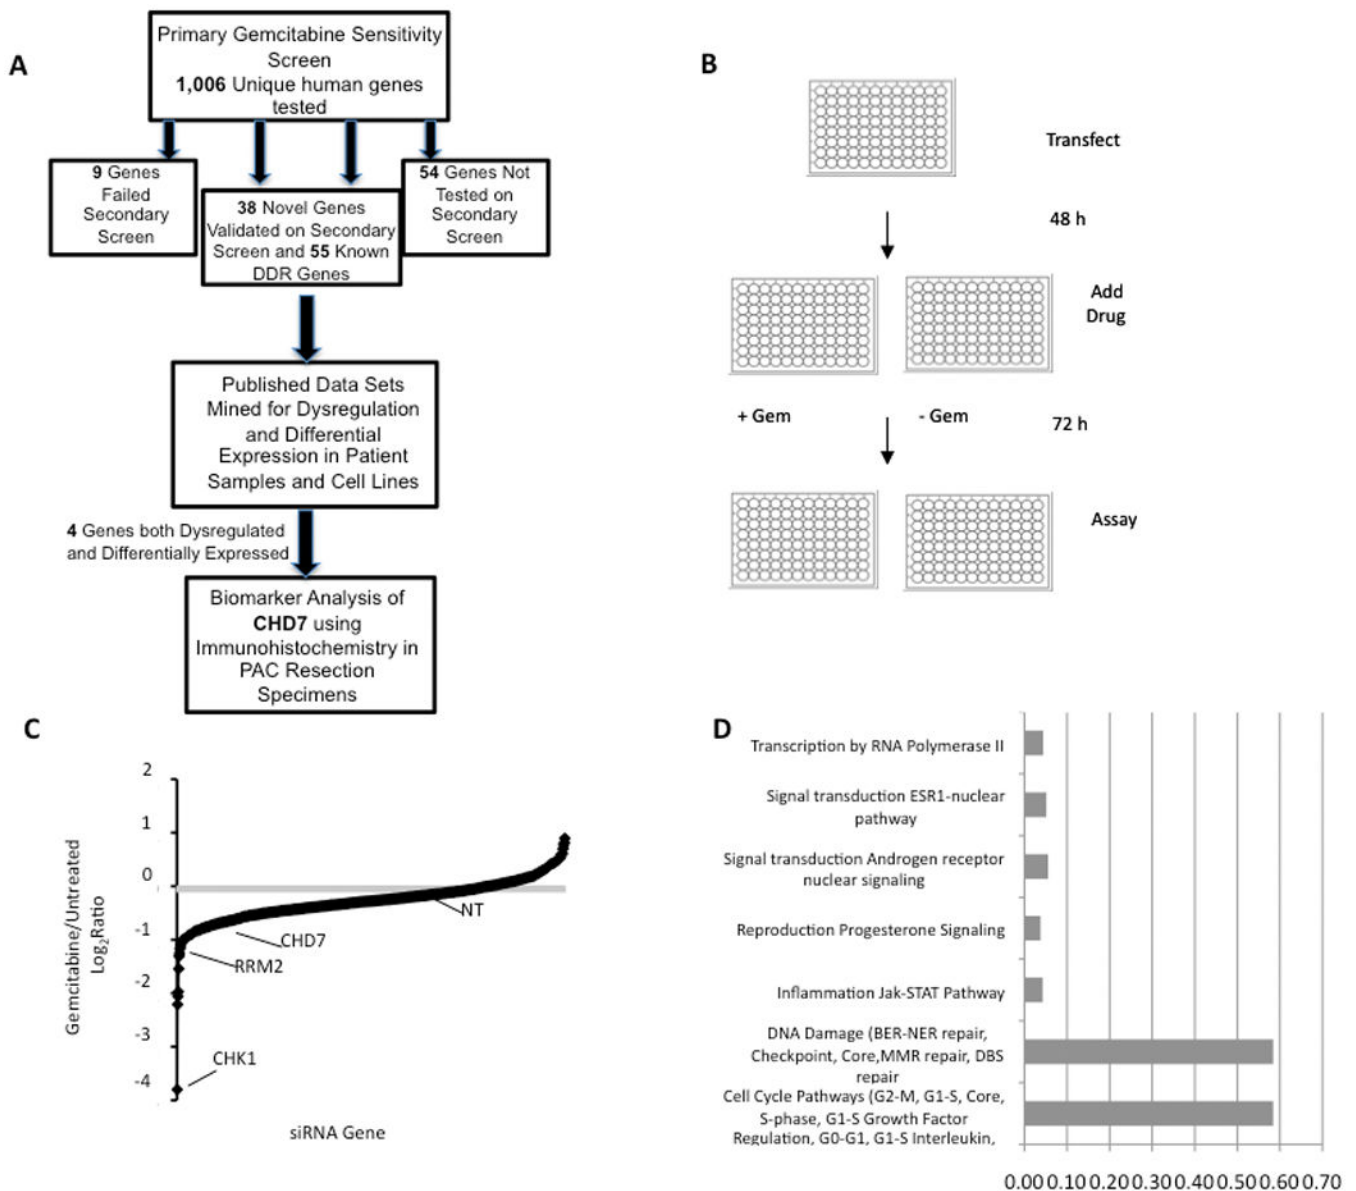 A
Primary Gemcitabine Sensitivity
Screen
1,006 Unique human genes
tested
9 Genes
Failed
Secondary
Screen
38 Novel Genes
Validated on Secondary
Screen and 55 Known
DDR Genes
54 Genes Not
Tested on
Secondary
Screen
Published Data Sets
Mined for Dysregulation
and Differential
Expression in Patient
Samples and Cell Lines
4 Genes both Dysregulated
and Differentially Expressed
Biomarker Analysis of
CHD7 using
Immunohistochemistry in
PAC Resection
Specimens
B
Transfect
48 h
Add
Drug
+ Gem
- Gem
72 h
Assay
C
Gemcitabine/Untreated
Log2Ratio
2
1
0
-1
-2
-3
-4
NT
CHD7
RRM2
CHK1
siRNA Gene
D
Transcription by RNA Polymerase II
Signal transduction ESR1-nuclear
pathway
Signal transduction Androgen receptor
nuclear signaling
Reproduction Progesterone Signaling
Inflammation Jak-STAT Pathway
DNA Damage (BER-NER repair,
Checkpoint, Core,MMR repair, DBS
repair
Cell Cycle Pathways (G2-M, G1-S, Core,
S-phase, G1-S Growth Factor
Regulation, G0-G1, G1-S Interleukin,
0.00 0.10 0.20 0.30 0.40 0.50 0.60 0.70